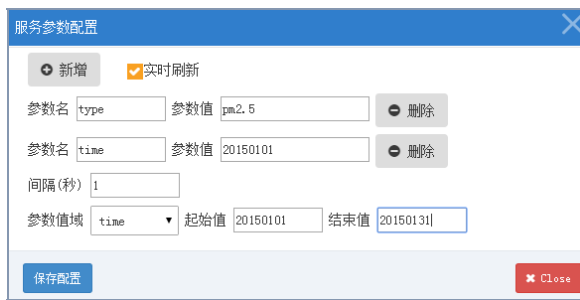 服务参数配置
新增 实时刷新
参数名 type 参数值 pm2.5 删除
参数名 time 参数值 20150101 删除
间隔(秒) 1
参数值域 time 起始值 20150101 结束值 20150131
保存配置 Close